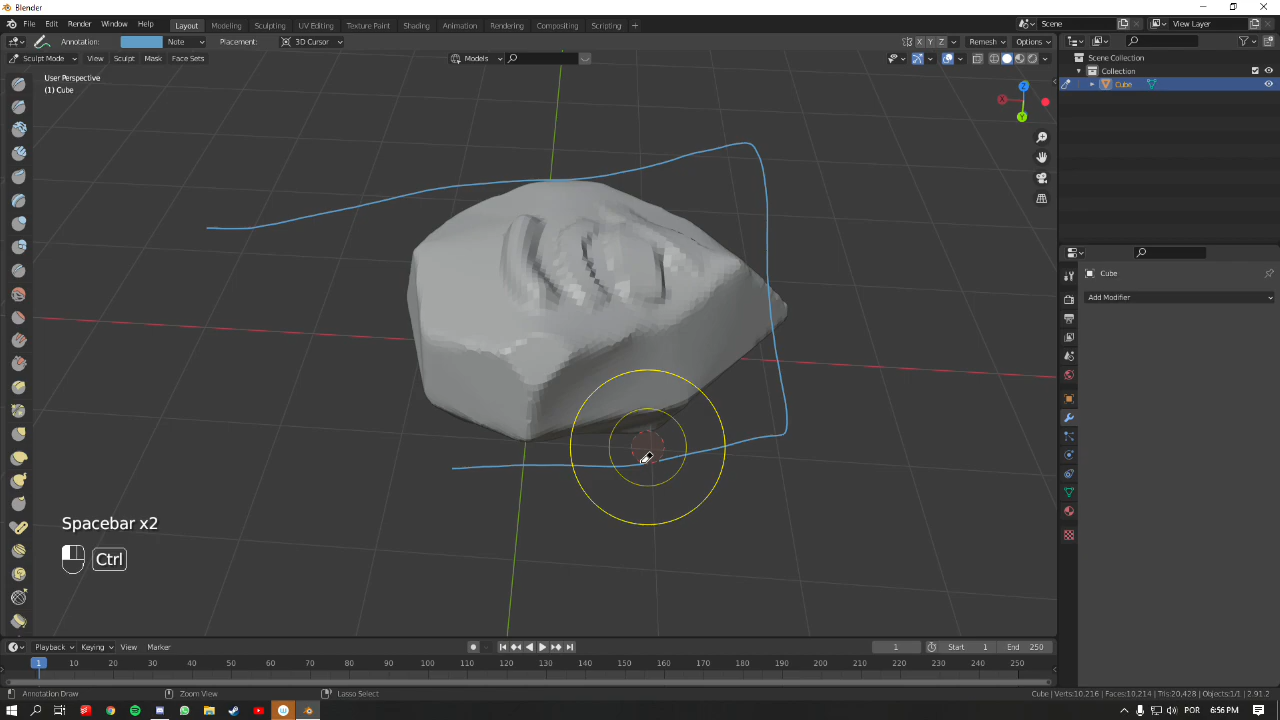 Blender
File Edit Render Window Help
Layout Modeling Sculpting UV Editing Texture Paint Shading Animation Rendering Compositing Scripting +
Scene
View Layer
Annotation: Note Placement: 3D Cursor
X Y Z Remesh Options
Sculpt Mode View Sculpt Mask Face Sets
Models
User Perspective
(1) Cube
Z
X
Y
Scene Collection
Collection
Cube
Cube
Add Modifier
Spacebar x2
Ctrl
Playback Keying View Marker
1 Start 1 End 250
1 10 20 30 40 50 60 70 80 90 100 110 120 130 140 150 160 170 180 190 200 210 220 230 240 250
Annotation Draw Zoom View Lasso Select
Cube | Verts:10,216 | Faces:10,214 | Tris:20,428 | Objects:1/1 | 2.91.2
POR 6:56 PM